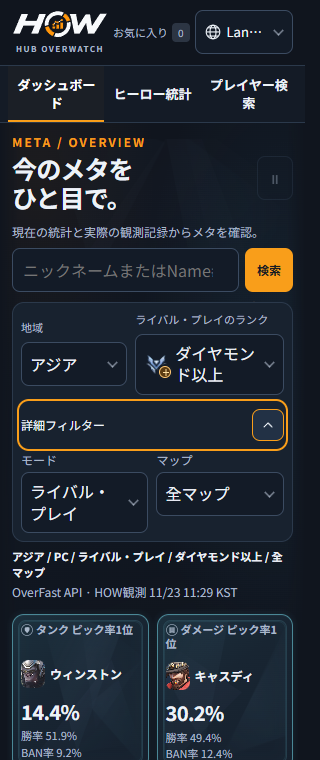 HOW
HUB OVERWATCH
お気に入り 0
Lan…
ダッシュボー
ド
ヒーロー統計
プレイヤー検
索
META / OVERVIEW
今のメタを
ひと目で。
現在の統計と実際の観測記録からメタを確認。
ニックネームまたはName
検索
地域
ライバル・プレイのランク
アジア
ダイヤモン
ド以上
詳細フィルター
モード
マップ
ライバル・
プレイ
全マップ
アジア / PC / ライバル・プレイ / ダイヤモンド以上 / 全
マップ
OverFast API · HOW観測 11/23 11:29 KST
タンク ピック率1位
ウィンストン
14.4%
勝率 51.9%
BAN率 9.2%
ダメージ ピック率1
位
キャスディ
30.2%
勝率 49.4%
BAN率 12.4%